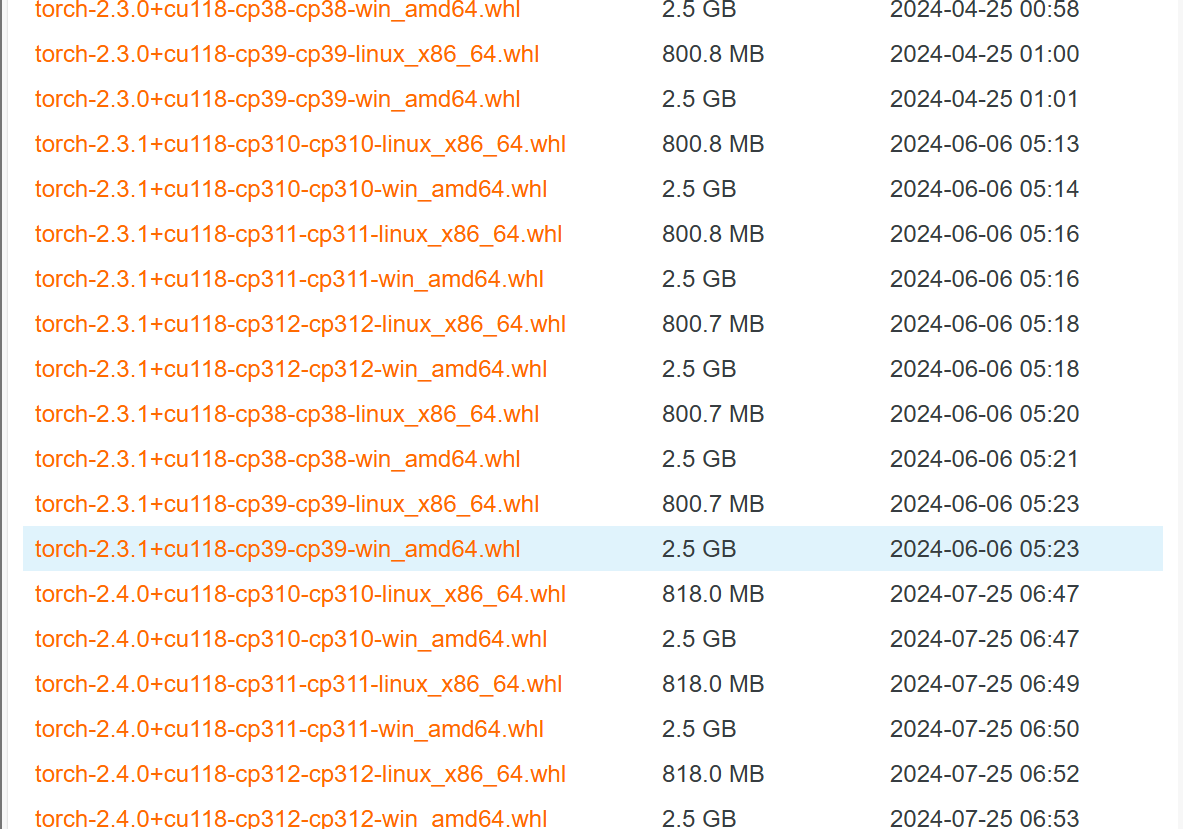 torch-2.3.0+cu118-cp38-cp38-win_amd64.whl 2.5 GB 2024-04-25 00:58
torch-2.3.0+cu118-cp39-cp39-linux_x86_64.whl 800.8 MB 2024-04-25 01:00
torch-2.3.0+cu118-cp39-cp39-win_amd64.whl 2.5 GB 2024-04-25 01:01
torch-2.3.1+cu118-cp310-cp310-linux_x86_64.whl 800.8 MB 2024-06-06 05:13
torch-2.3.1+cu118-cp310-cp310-win_amd64.whl 2.5 GB 2024-06-06 05:14
torch-2.3.1+cu118-cp311-cp311-linux_x86_64.whl 800.8 MB 2024-06-06 05:16
torch-2.3.1+cu118-cp311-cp311-win_amd64.whl 2.5 GB 2024-06-06 05:16
torch-2.3.1+cu118-cp312-cp312-linux_x86_64.whl 800.7 MB 2024-06-06 05:18
torch-2.3.1+cu118-cp312-cp312-win_amd64.whl 2.5 GB 2024-06-06 05:18
torch-2.3.1+cu118-cp38-cp38-linux_x86_64.whl 800.7 MB 2024-06-06 05:20
torch-2.3.1+cu118-cp38-cp38-win_amd64.whl 2.5 GB 2024-06-06 05:21
torch-2.3.1+cu118-cp39-cp39-linux_x86_64.whl 800.7 MB 2024-06-06 05:23
torch-2.3.1+cu118-cp39-cp39-win_amd64.whl 2.5 GB 2024-06-06 05:23
torch-2.4.0+cu118-cp310-cp310-linux_x86_64.whl 818.0 MB 2024-07-25 06:47
torch-2.4.0+cu118-cp310-cp310-win_amd64.whl 2.5 GB 2024-07-25 06:47
torch-2.4.0+cu118-cp311-cp311-linux_x86_64.whl 818.0 MB 2024-07-25 06:49
torch-2.4.0+cu118-cp311-cp311-win_amd64.whl 2.5 GB 2024-07-25 06:50
torch-2.4.0+cu118-cp312-cp312-linux_x86_64.whl 818.0 MB 2024-07-25 06:52
torch-2.4.0+cu118-cp312-cp312-win_amd64.whl 2.5 GB 2024-07-25 06:53